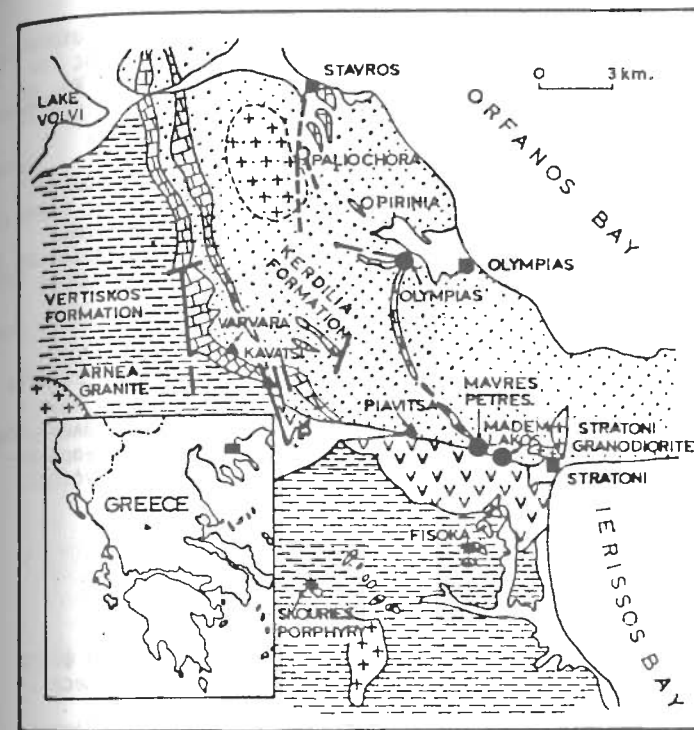 STAVROS
0 3 km.
LAKE
VOLVI
ORFANOS BAY
PALIOCHORA
PIRINIA
OLYMPIAS
OLYMPIAS
KERDILIA
FORMATION
VERTISKOS
FORMATION
VARVARA
KAVATSI
ARNEA
GRANITE
MAVRES
PETRES
PIAVITSA
MADEM
LAKOS
STRATONI
GRANODIORITE
STRATONI
GREECE
FISOKA
IERISSOS BAY
SKOURIES
PORPHYRY